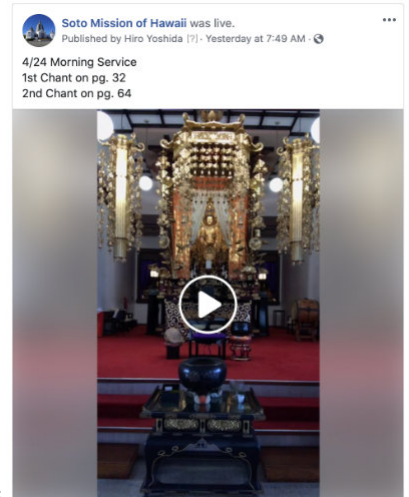 Soto Mission of Hawaii was live.
Published by Hiro Yoshida [?] · Yesterday at 7:49 AM ·
4/24 Morning Service
1st Chant on pg. 32
2nd Chant on pg. 64